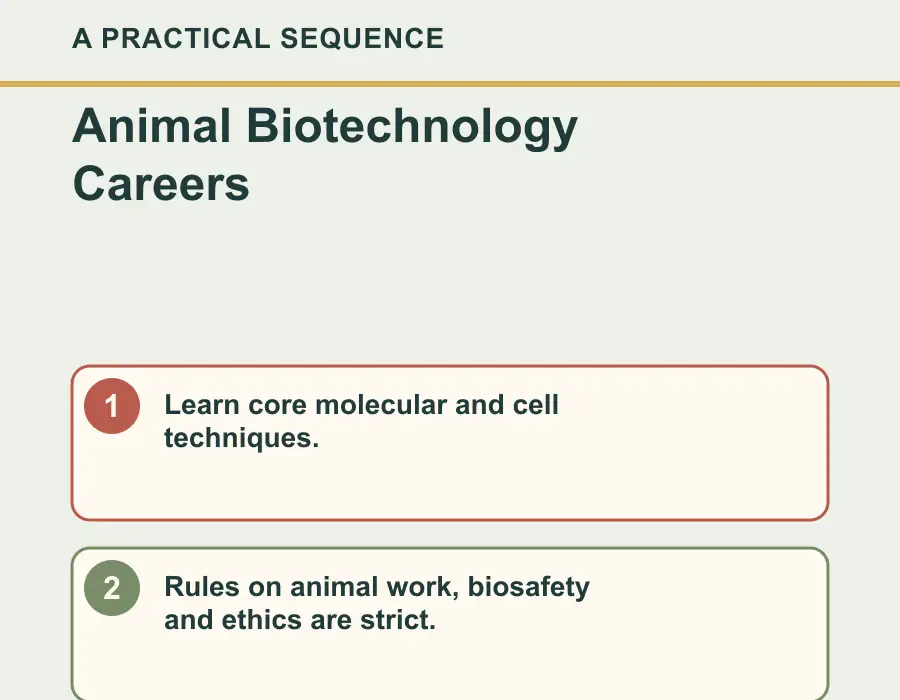 A PRACTICAL SEQUENCE
Animal Biotechnology
Careers
1
Learn core molecular and cell
techniques.
2
Rules on animal work, biosafety
and ethics are strict.